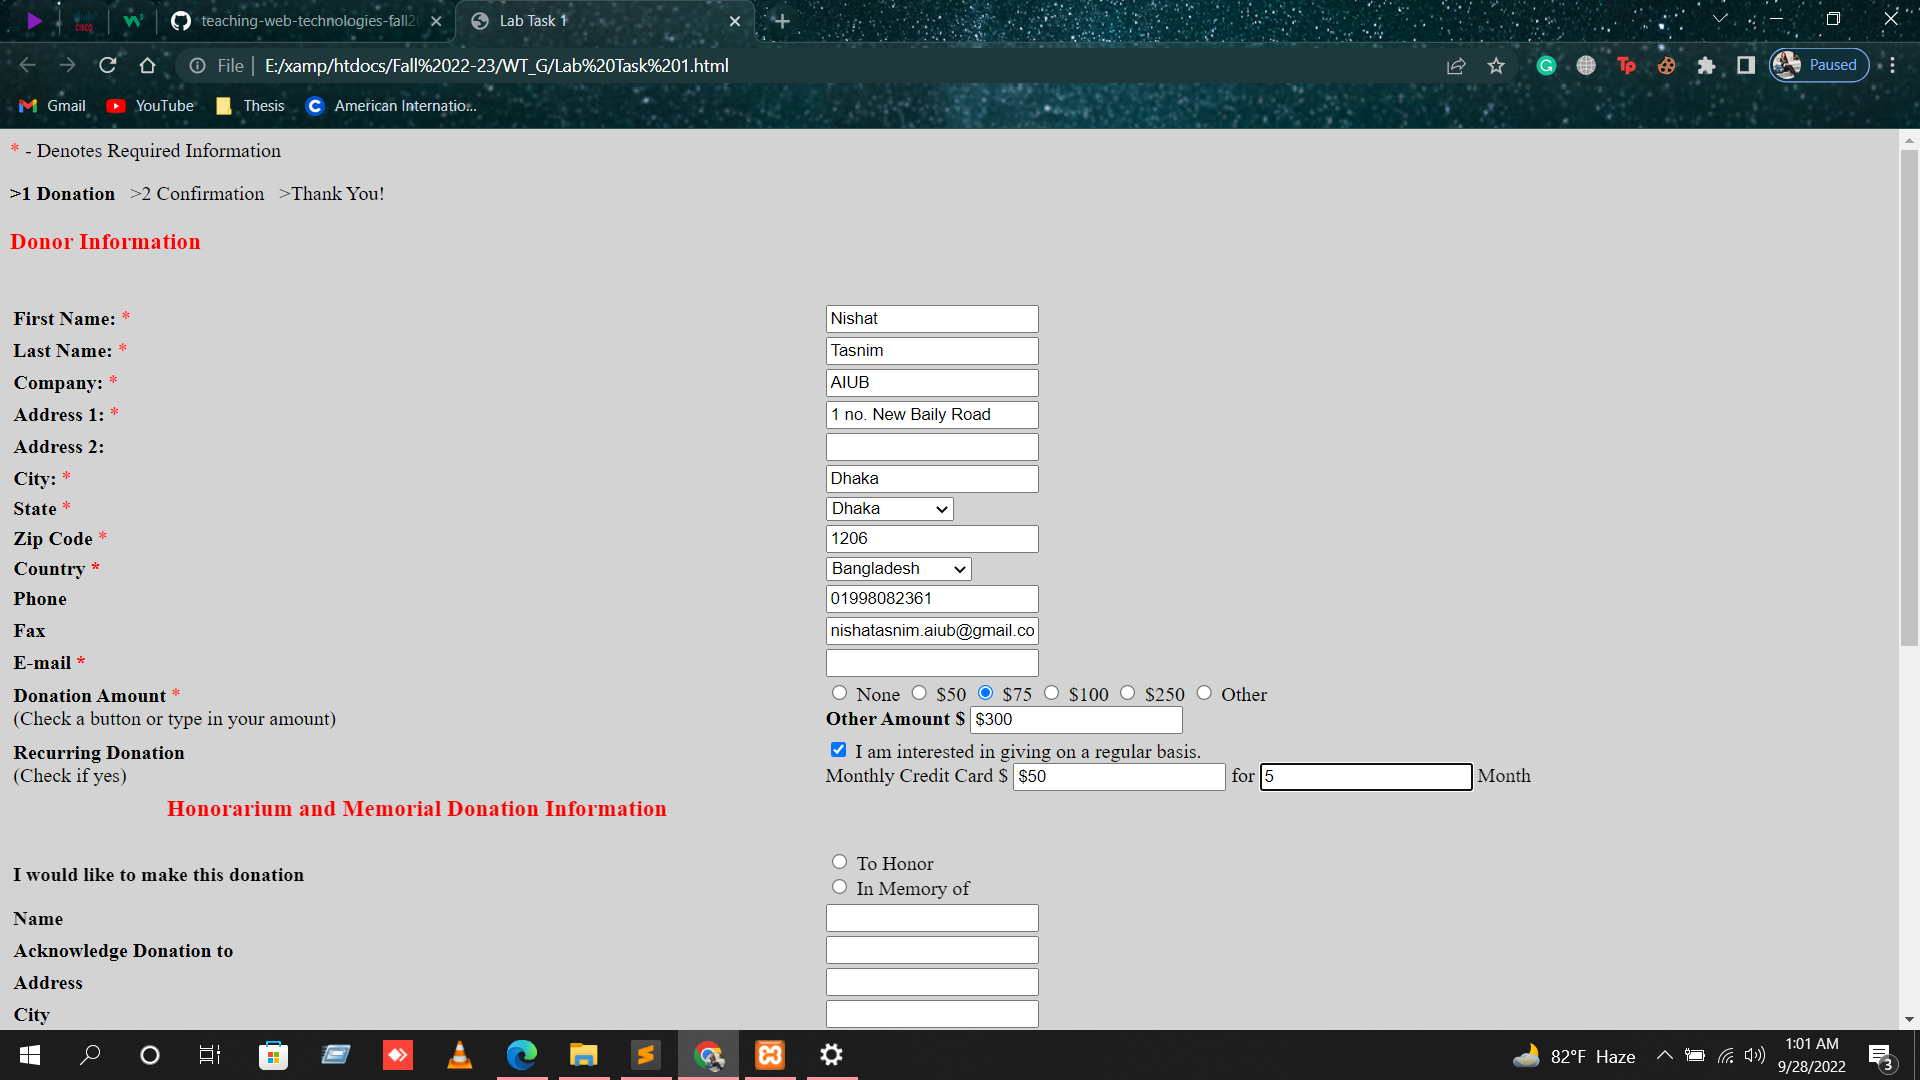 teaching-web-technologies-fall2
Lab Task 1
File
E:/xamp/htdocs/Fall%2022-23/WT_G/Lab%20Task%201.html
Paused
Gmail
YouTube
Thesis
American Internatio...
* - Denotes Required Information
>1 Donation >2 Confirmation >Thank You!
Donor Information
First Name: * Nishat
Last Name: * Tasnim
Company: * AIUB
Address 1: * 1 no. New Baily Road
Address 2:
City: * Dhaka
State * Dhaka
Zip Code * 1206
Country * Bangladesh
Phone 01998082361
Fax nishatasnim.aiub@gmail.co
E-mail *
Donation Amount * None $50 $75 $100 $250 Other
(Check a button or type in your amount) Other Amount $ $300
Recurring Donation I am interested in giving on a regular basis.
(Check if yes) Monthly Credit Card $ $50 for 5 Month
Honorarium and Memorial Donation Information
I would like to make this donation To Honor
In Memory of
Name
Acknowledge Donation to
Address
City
82°F Haze
1:01 AM
9/28/2022
3